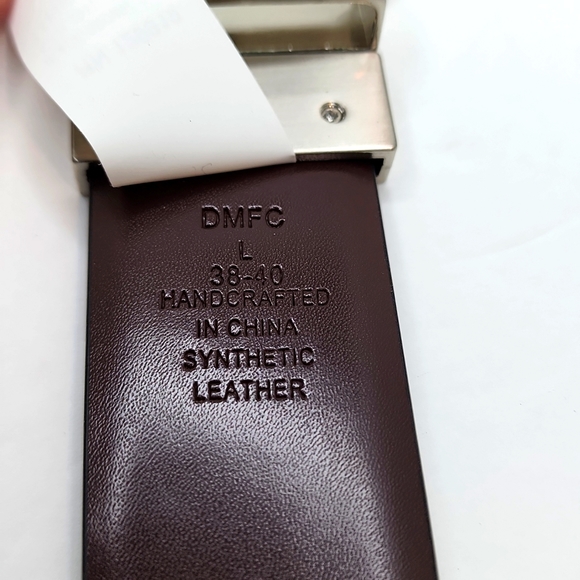 DMFC
L
38-40
HANDCRAFTED
IN CHINA
SYNTHETIC
LEATHER